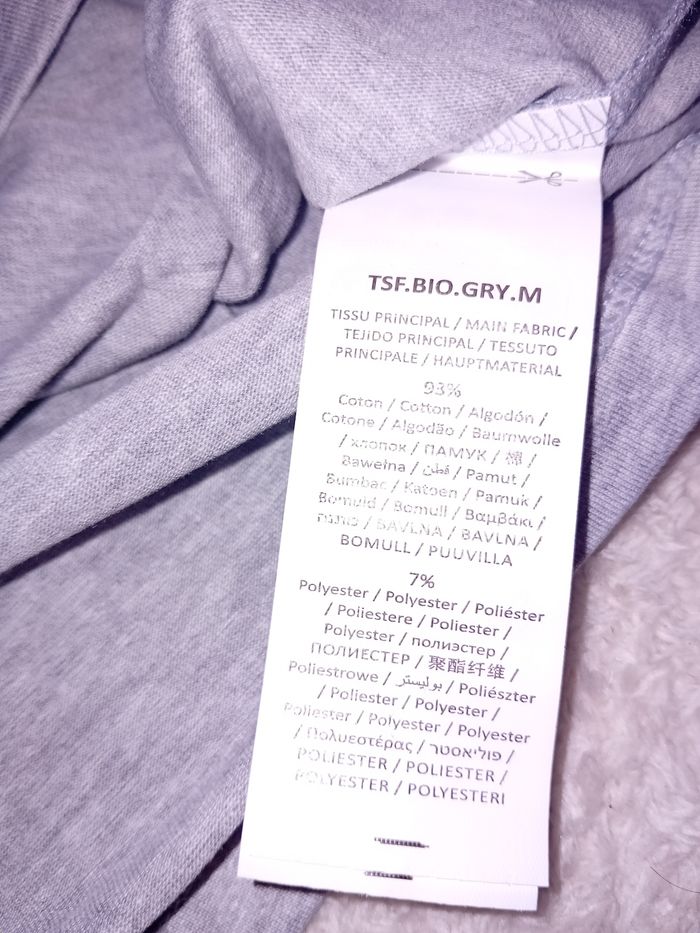 TSF.BIO.GRY.M
TISSU PRINCIPAL / MAIN FABRIC /
TEJIDO PRINCIPAL / TESSUTO
PRINCIPALE / HAUPTMATERIAL
93%
Coton / Cotton / Algodón /
Cotone / Algodão / Baumwolle
/ хлопок / ПАМУК / 棉 /
Bawełna / قطن / Pamut /
Bumbac / Katoen / Pamuk /
Bomuld / Bomull / Βαμβάκι /
כותנה / BAVLNA / BAVLNA /
BOMULL / PUUVILLA
7%
Polyester / Polyester / Poliéster
/ Poliestere / Poliester /
Polyester / полиэстер /
ПОЛИЕСТЕР / 聚酯纤维 /
Poliestrowe / بوليستر / Poliészter
/ Poliester / Polyester /
Poliester / Polyester / Polyester
/ Πολυεστέρας / פוליאסטר /
POLIESTER / POLIESTER /
POLYESTER / POLYESTERI